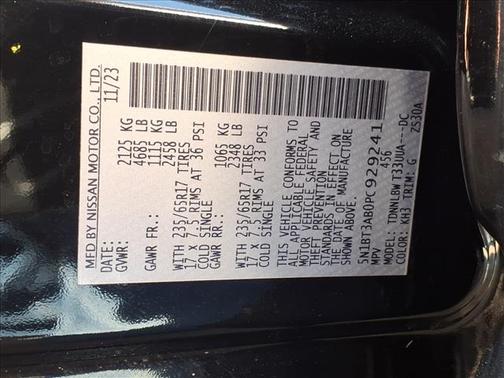 MFD BY NISSAN MOTOR CO., LTD.
DATE: 11/23
GVWR: 2125 KG
4685 LB
GAWR FR.: 1115 KG
2458 LB
WITH 235/65R17 TIRES
17 X 7.5 RIMS AT 36 PSI
COLD SINGLE
GAWR RR.: 1065 KG
2348 LB
WITH 235/65R17 TIRES
17 X 7.5 RIMS AT 33 PSI
COLD SINGLE
THIS VEHICLE CONFORMS TO
ALL APPLICABLE FEDERAL
MOTOR VEHICLE SAFETY AND
THEFT PREVENTION
STANDARDS IN EFFECT ON
THE DATE OF MANUFACTURE
SHOWN ABOVE.
5N1BT3AB0PC929241
MPV 456
MODEL: TDNNLBWT33UUA---DC
COLOR: KH3 TRIM: G ZS30A